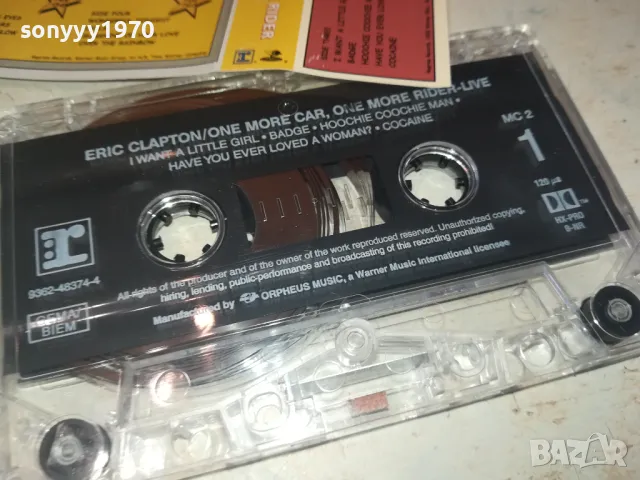 sonyyy1970
RIDER
COCAINE
ERIC CLAPTON/ONE MORE CAR, ONE MORE RIDER-LIVE
I WANT A LITTLE GIRL • BADGE • HOOCHIE COOCHIE MAN •
HAVE YOU EVER LOVED A WOMAN? • COCAINE
MC 2
1
120 µs
HX-PRO
B-NR
r
9362-48374-4
GEMA/
BIEM
All rights of the producer and of the owner of the work reproduced reserved. Unauthorized copying,
hiring, lending, public performance and broadcasting of this recording prohibited!
Manufactured by ORPHEUS MUSIC, a Warner Music International licensee
BAZAR